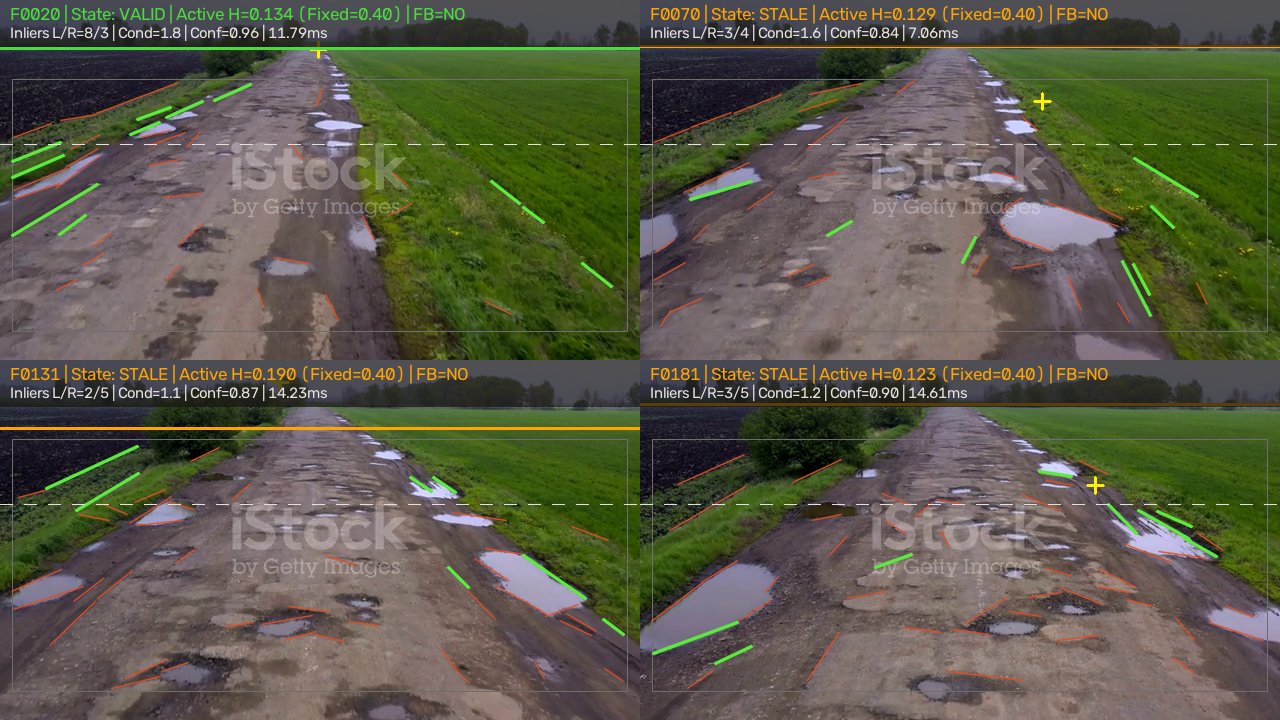 F0020 | State: VALID | Active H=0.134 (Fixed=0.40) | FB=NO
Inliers L/R=8/3 | Cond=1.8 | Conf=0.96 | 11.79ms
iStock
by Getty Images
F0070 | State: STALE | Active H=0.129 (Fixed=0.40) | FB=NO
Inliers L/R=3/4 | Cond=1.6 | Conf=0.84 | 7.06ms
iStock
by Getty Images
F0131 | State: STALE | Active H=0.190 (Fixed=0.40) | FB=NO
Inliers L/R=2/5 | Cond=1.1 | Conf=0.87 | 14.23ms
iStock
by Getty Images
F0181 | State: STALE | Active H=0.123 (Fixed=0.40) | FB=NO
Inliers L/R=3/5 | Cond=1.2 | Conf=0.90 | 14.61ms
iStock
by Getty Images